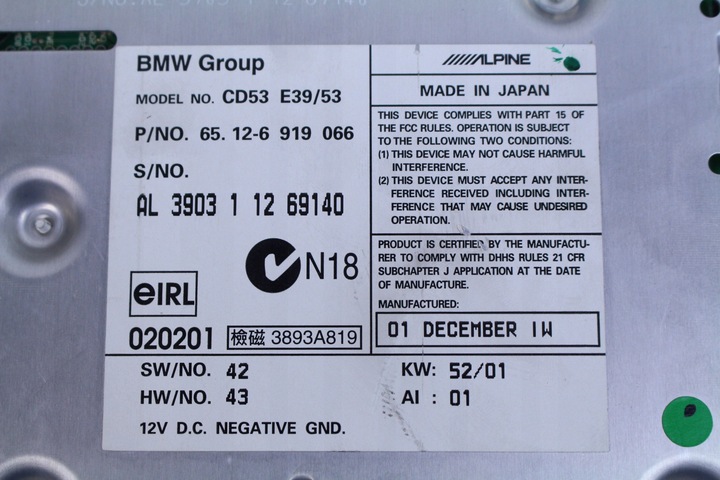 BMW Group
MODEL NO. CD53 E39/53
P/NO. 65. 12-6 919 066
S/NO.
AL 3903 1 12 69140
N18
eIRL
020201 檢磁 3893A819
ALPINE
MADE IN JAPAN
THIS DEVICE COMPLIES WITH PART 15 OF
THE FCC RULES. OPERATION IS SUBJECT
TO THE FOLLOWING TWO CONDITIONS:
(1) THIS DEVICE MAY NOT CAUSE HARMFUL
INTERFERENCE.
(2) THIS DEVICE MUST ACCEPT ANY INTER-
FERENCE RECEIVED INCLUDING INTER-
FERENCE THAT MAY CAUSE UNDESIRED
OPERATION.
PRODUCT IS CERTIFIED BY THE MANUFACTU-
RER TO COMPLY WITH DHHS RULES 21 CFR
SUBCHAPTER J APPLICATION AT THE DATE
OF MANUFACTURE.
MANUFACTURED:
01 DECEMBER IW
SW/NO. 42
HW/NO. 43
12V D.C. NEGATIVE GND.
KW: 52/01
AI : 01